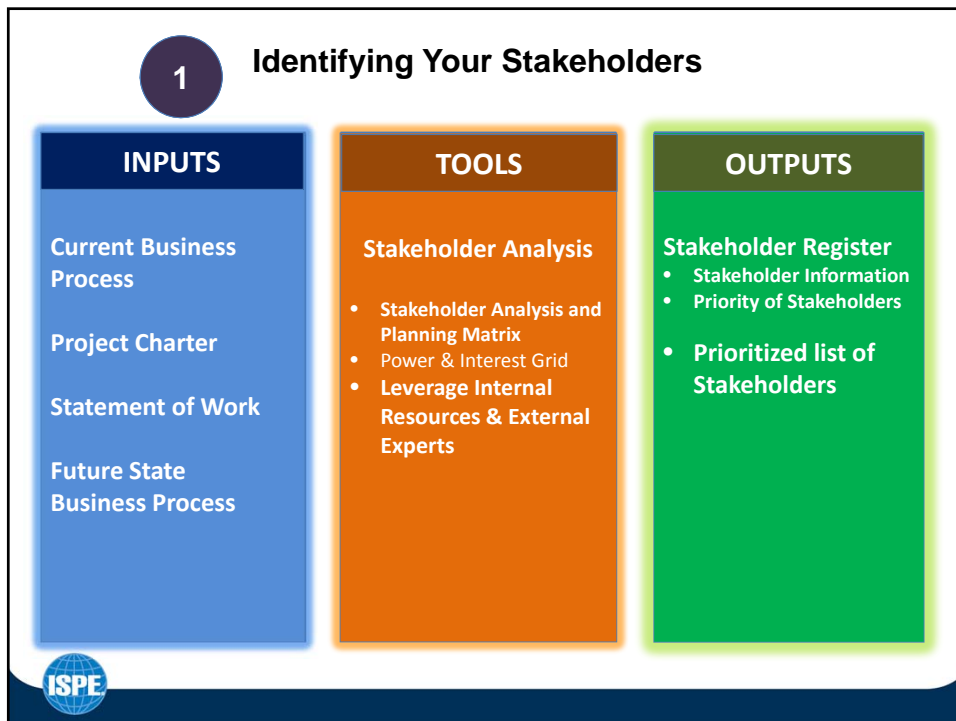 1
Identifying Your Stakeholders
INPUTS
Current Business
Process
Project Charter
Statement of Work
Future State
Business Process
TOOLS
Stakeholder Analysis
• Stakeholder Analysis and
Planning Matrix
• Power & Interest Grid
• Leverage Internal
Resources & External
Experts
OUTPUTS
Stakeholder Register
• Stakeholder Information
• Priority of Stakeholders
• Prioritized list of
Stakeholders
ISPE